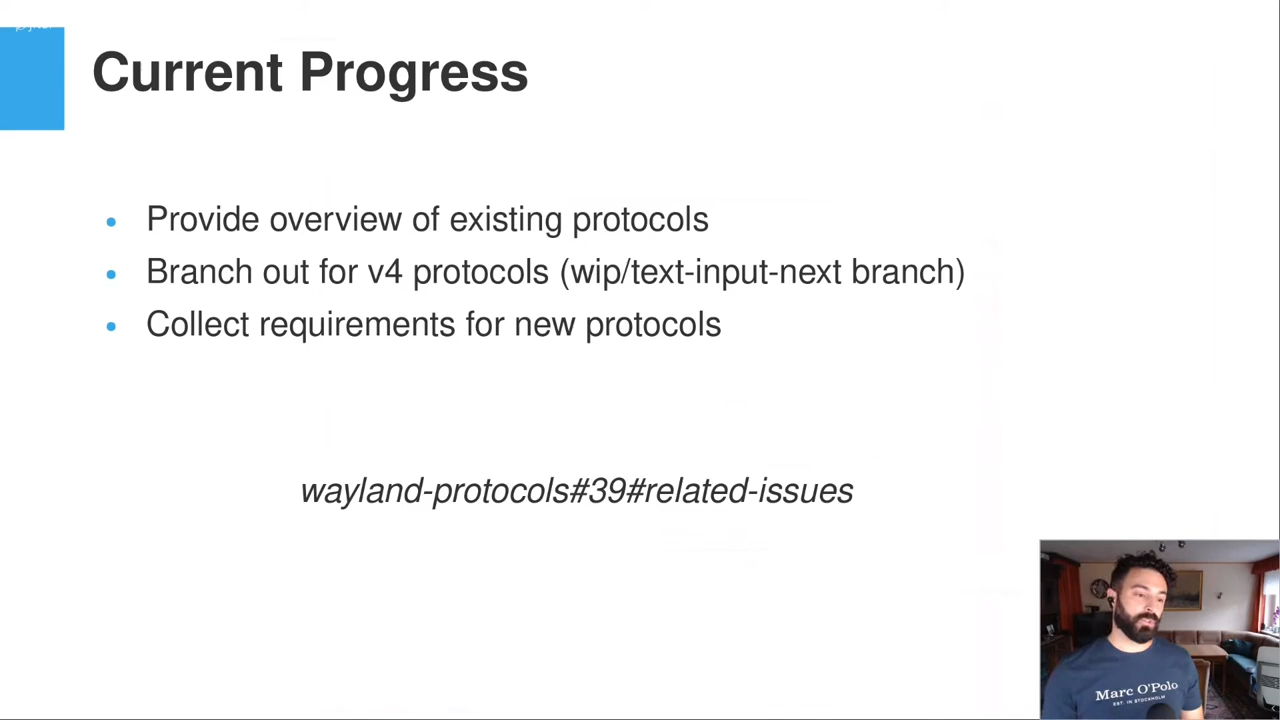 Current Progress
Provide overview of existing protocols
Branch out for v4 protocols (wip/text-input-next branch)
Collect requirements for new protocols
wayland-protocols#39#related-issues
Marc O'Polo
EST. IN STOCKHOLM